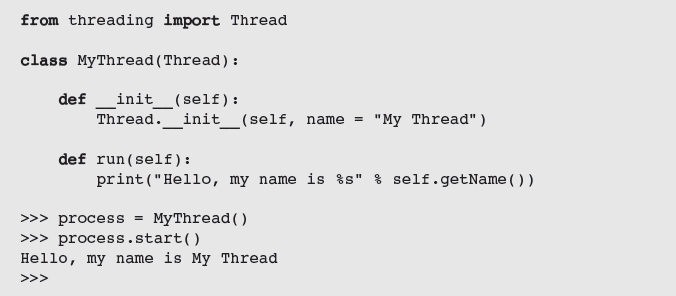 from threading import Thread
class MyThread(Thread):
    def __init__(self):
        Thread.__init__(self, name = "My Thread")
    def run(self):
        print("Hello, my name is %s" % self.getName())
>>> process = MyThread()
>>> process.start()
Hello, my name is My Thread
>>>